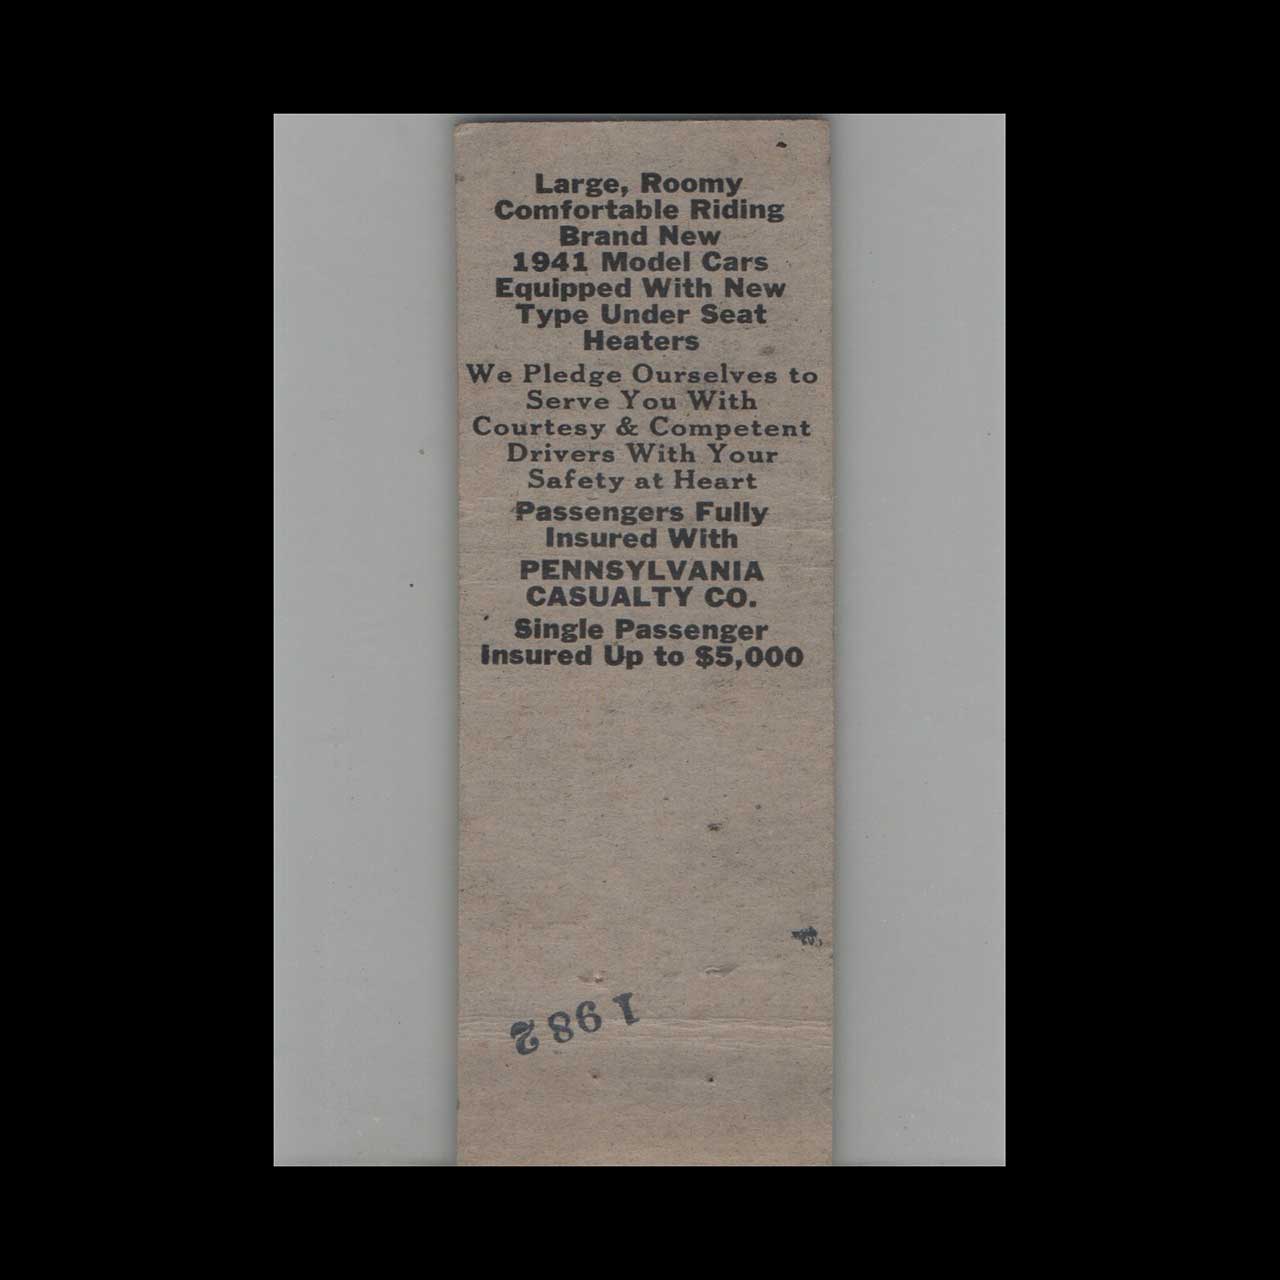 Large, Roomy
Comfortable Riding
Brand New
1941 Model Cars
Equipped With New
Type Under Seat
Heaters
We Pledge Ourselves to
Serve You With
Courtesy & Competent
Drivers With Your
Safety at Heart
Passengers Fully
Insured With
PENNSYLVANIA
CASUALTY CO.
Single Passenger
Insured Up to $5,000
1982